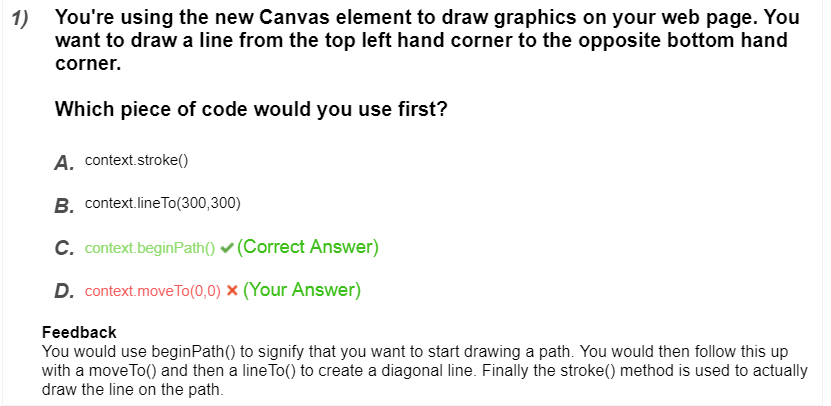 1) You're using the new Canvas element to draw graphics on your web page. You
want to draw a line from the top left hand corner to the opposite bottom hand
corner.
Which piece of code would you use first?
A. context.stroke()
B. context.lineTo(300,300)
C. context.beginPath() ✔ (Correct Answer)
D. context.moveTo(0,0) ✖ (Your Answer)
Feedback
You would use beginPath() to signify that you want to start drawing a path. You would then follow this up
with a moveTo() and then a lineTo() to create a diagonal line. Finally the stroke() method is used to actually
draw the line on the path.